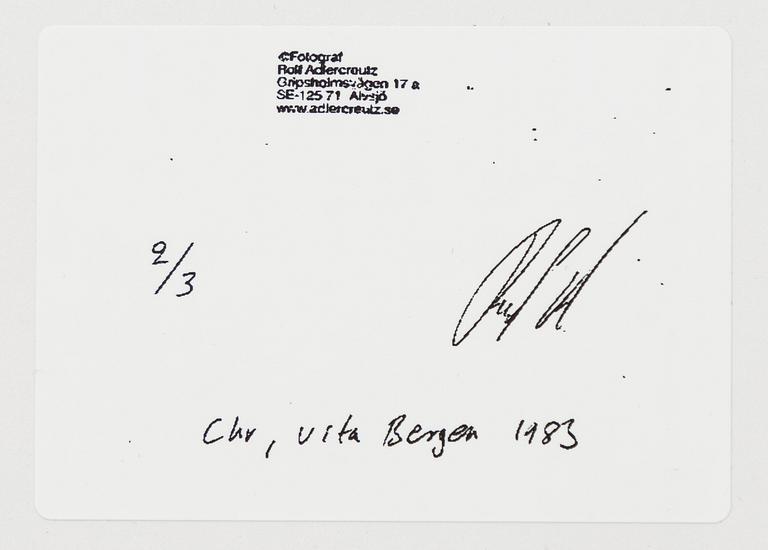 ©Fotograf
Rolf Adlercreutz
Gripsholmsvägen 17 a
SE-125 71 Älvsjö
www.adlercreutz.se
2/3
Chr, vita Bergen 1983